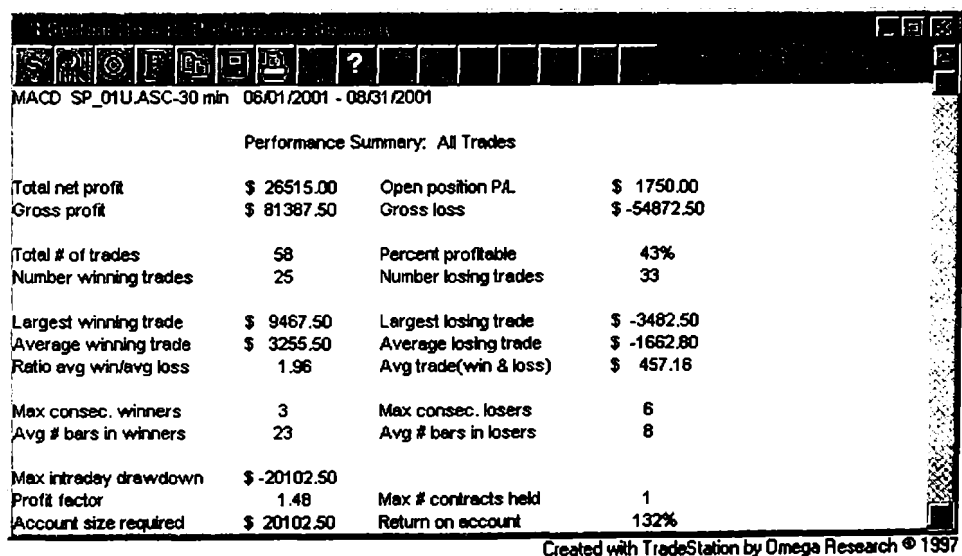 ?
MACD SP_01U.ASC-30 min 06/01/2001 - 08/31/2001
Performance Summary: All Trades
Total net profit $ 26515.00 Open position P/L $ 1750.00
Gross profit $ 81387.50 Gross loss $ -54872.50
Total # of trades 58 Percent profitable 43%
Number winning trades 25 Number losing trades 33
Largest winning trade $ 9467.50 Largest losing trade $ -3482.50
Average winning trade $ 3255.50 Average losing trade $ -1662.80
Ratio avg win/avg loss 1.96 Avg trade(win & loss) $ 457.16
Max consec. winners 3 Max consec. losers 6
Avg # bars in winners 23 Avg # bars in losers 8
Max intraday drawdown $ -20102.50
Profit factor 1.48 Max # contracts held 1
Account size required $ 20102.50 Return on account 132%
Created with TradeStation by Omega Research © 1997